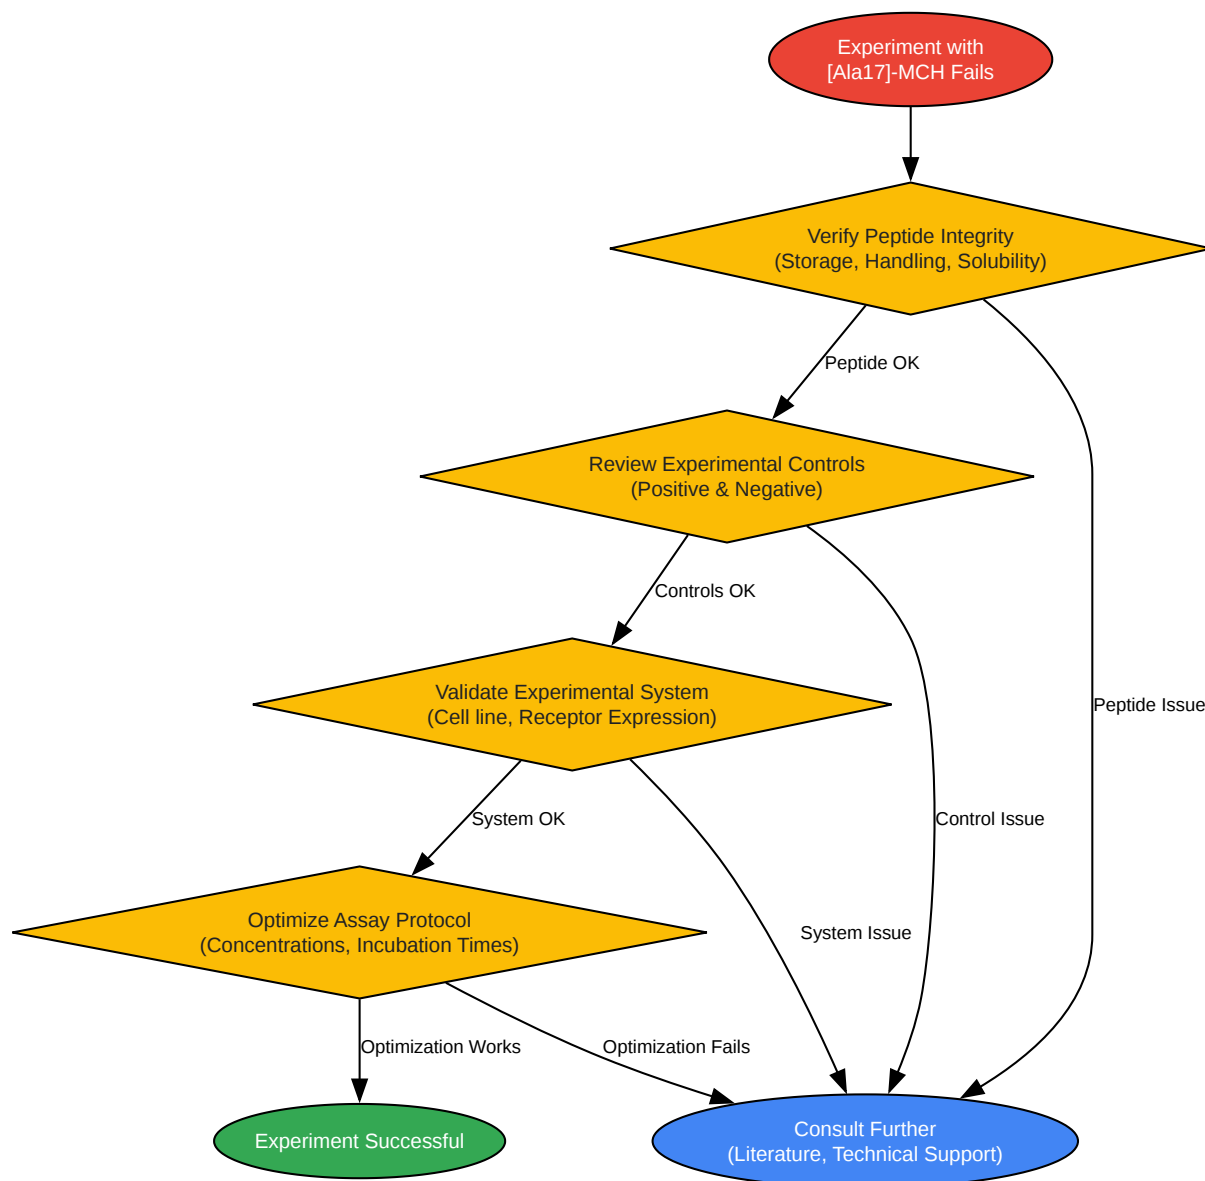 Experiment with
[Ala17]-MCH Fails
Verify Peptide Integrity
(Storage, Handling, Solubility)
Peptide OK
Review Experimental Controls
(Positive & Negative)
Controls OK
Validate Experimental System
(Cell line, Receptor Expression)
Peptide Issue
System OK
Control Issue
Optimize Assay Protocol
(Concentrations, Incubation Times)
System Issue
Optimization Works
Optimization Fails
Experiment Successful
Consult Further
(Literature, Technical Support)